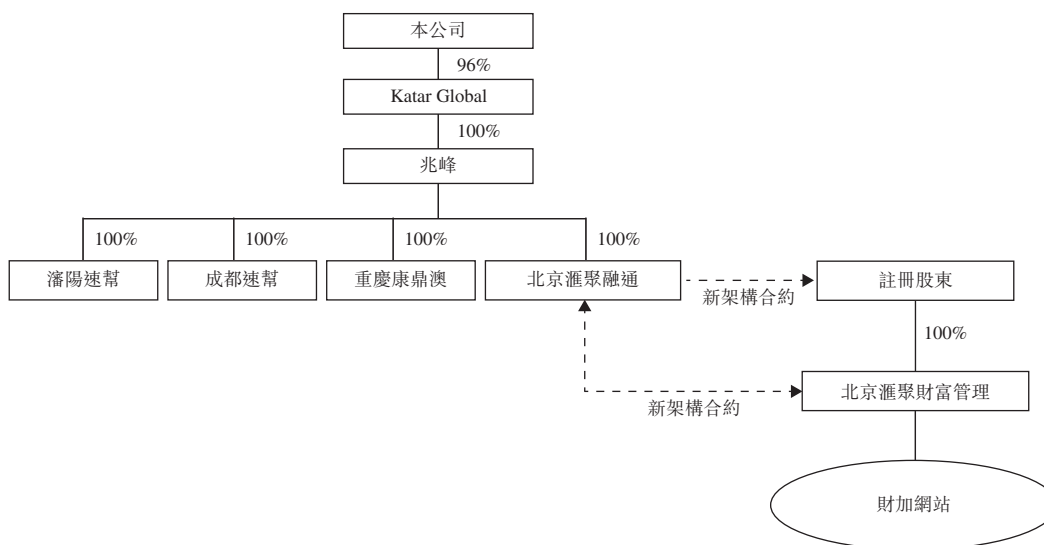 本公司
96%
Katar Global
100%
兆峰
100%
100%
100%
100%
瀋陽速幫
成都速幫
重慶康鼎澳
北京滙聚融通
註冊股東
新架構合約
100%
北京滙聚財富管理
新架構合約
財加網站